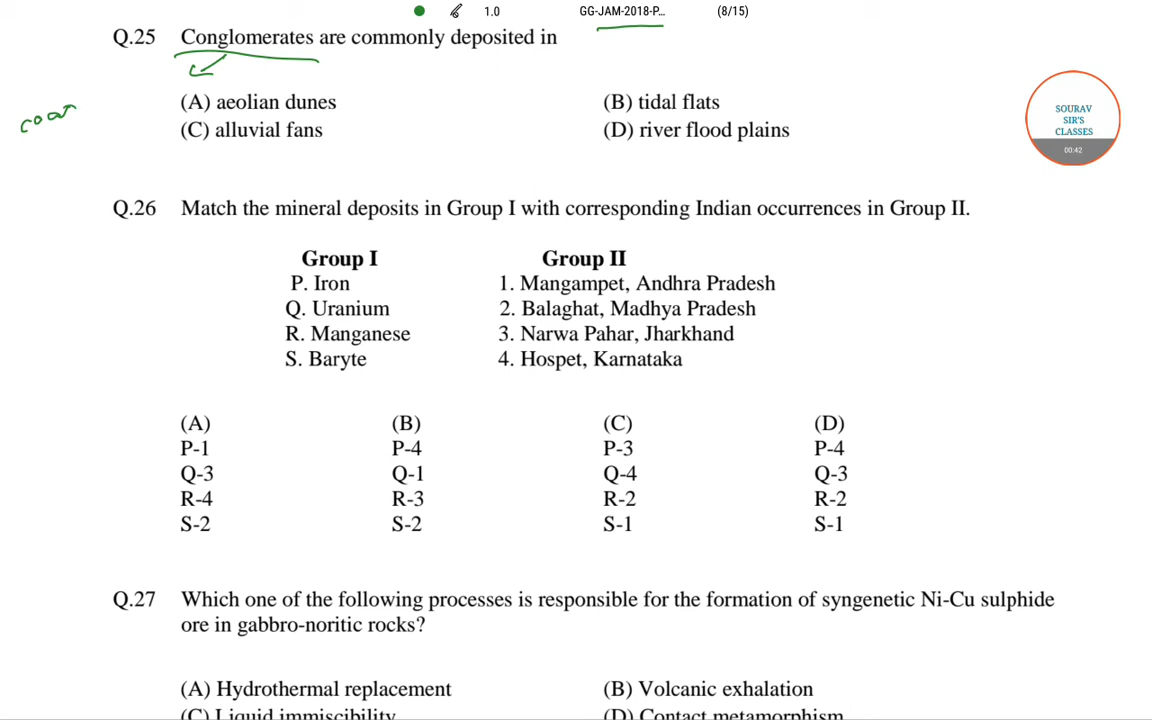 1.0 GG-JAM-2018-P... (8/15)
Q.25 Conglomerates are commonly deposited in
coar
(A) aeolian dunes (B) tidal flats
(C) alluvial fans (D) river flood plains
SOURAV
SIR'S
CLASSES
00:42
Q.26 Match the mineral deposits in Group I with corresponding Indian occurrences in Group II.
Group I Group II
P. Iron 1. Mangampet, Andhra Pradesh
Q. Uranium 2. Balaghat, Madhya Pradesh
R. Manganese 3. Narwa Pahar, Jharkhand
S. Baryte 4. Hospet, Karnataka
(A) (B) (C) (D)
P-1 P-4 P-3 P-4
Q-3 Q-1 Q-4 Q-3
R-4 R-3 R-2 R-2
S-2 S-2 S-1 S-1
Q.27 Which one of the following processes is responsible for the formation of syngenetic Ni-Cu sulphide
ore in gabbro-noritic rocks?
(A) Hydrothermal replacement (B) Volcanic exhalation
(C) Liquid immiscibility (D) Contact metamorphism